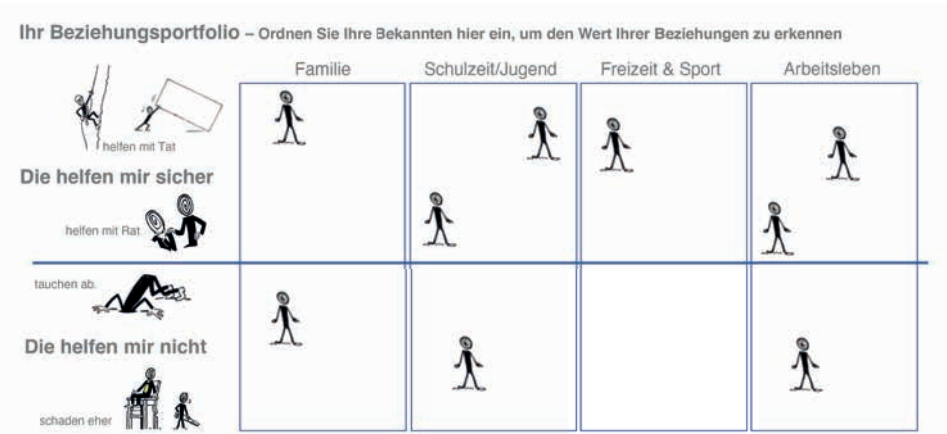 Ihr Beziehungsportfolio – Ordnen Sie Ihre Bekannten hier ein, um den Wert Ihrer Beziehungen zu erkennen
Familie Schulzeit/Jugend Freizeit & Sport Arbeitsleben
helfen mit Tat
Die helfen mir sicher
helfen mit Rat
tauchen ab.
Die helfen mir nicht
schaden eher